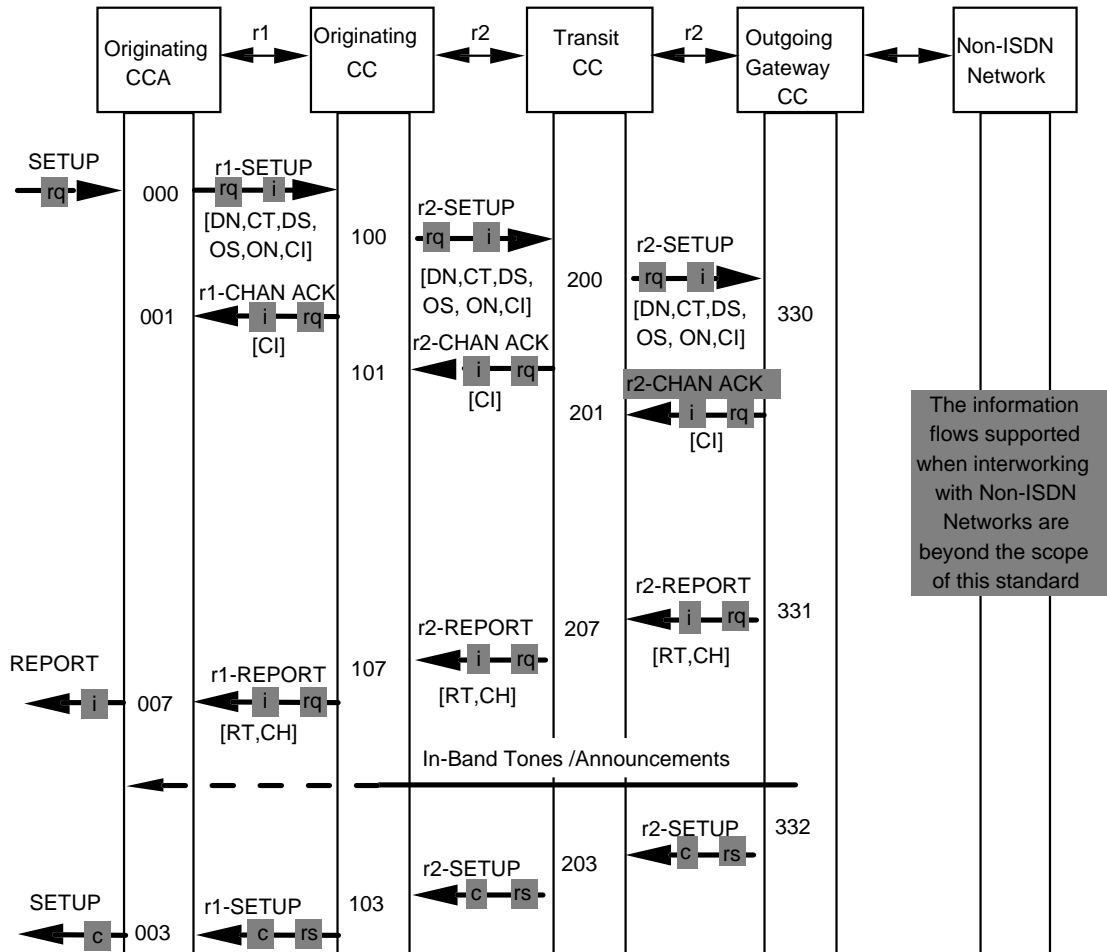 Originating
CCA
r1
Originating
CC
r2
Transit
CC
r2
Outgoing
Gateway
CC
Non-ISDN
Network
SETUP
rq
000
r1-SETUP
rq i
[DN,CT,DS,
OS,ON,CI]
100
r2-SETUP
rq i
[DN,CT,DS,
OS, ON,CI]
200
r2-SETUP
rq i
[DN,CT,DS,
OS, ON,CI]
330
001
r1-CHAN ACK
i rq
[CI]
101
r2-CHAN ACK
i rq
[CI]
201
r2-CHAN ACK
i rq
[CI]
The information
flows supported
when interworking
with Non-ISDN
Networks are
beyond the scope
of this standard
331
r2-REPORT
i rq
[RT,CH]
207
r2-REPORT
i rq
[RT,CH]
107
r1-REPORT
i rq
[RT,CH]
007
REPORT
i
In-Band Tones /Announcements
332
r2-SETUP
c rs
203
r2-SETUP
c rs
103
r1-SETUP
c rs
003
SETUP
c